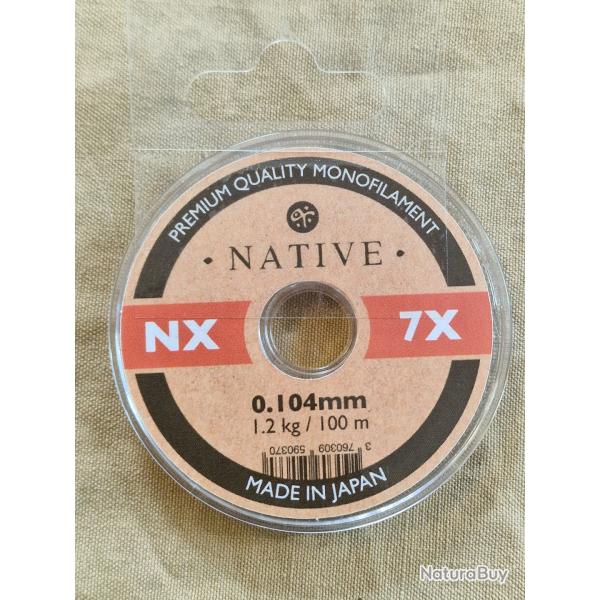 PREMIUM QUALITY MONOFILAMENT
· NATIVE ·
NX 7X
0.104mm
1.2 kg / 100 m
3 760309 590370
MADE IN JAPAN
NaturaBuy